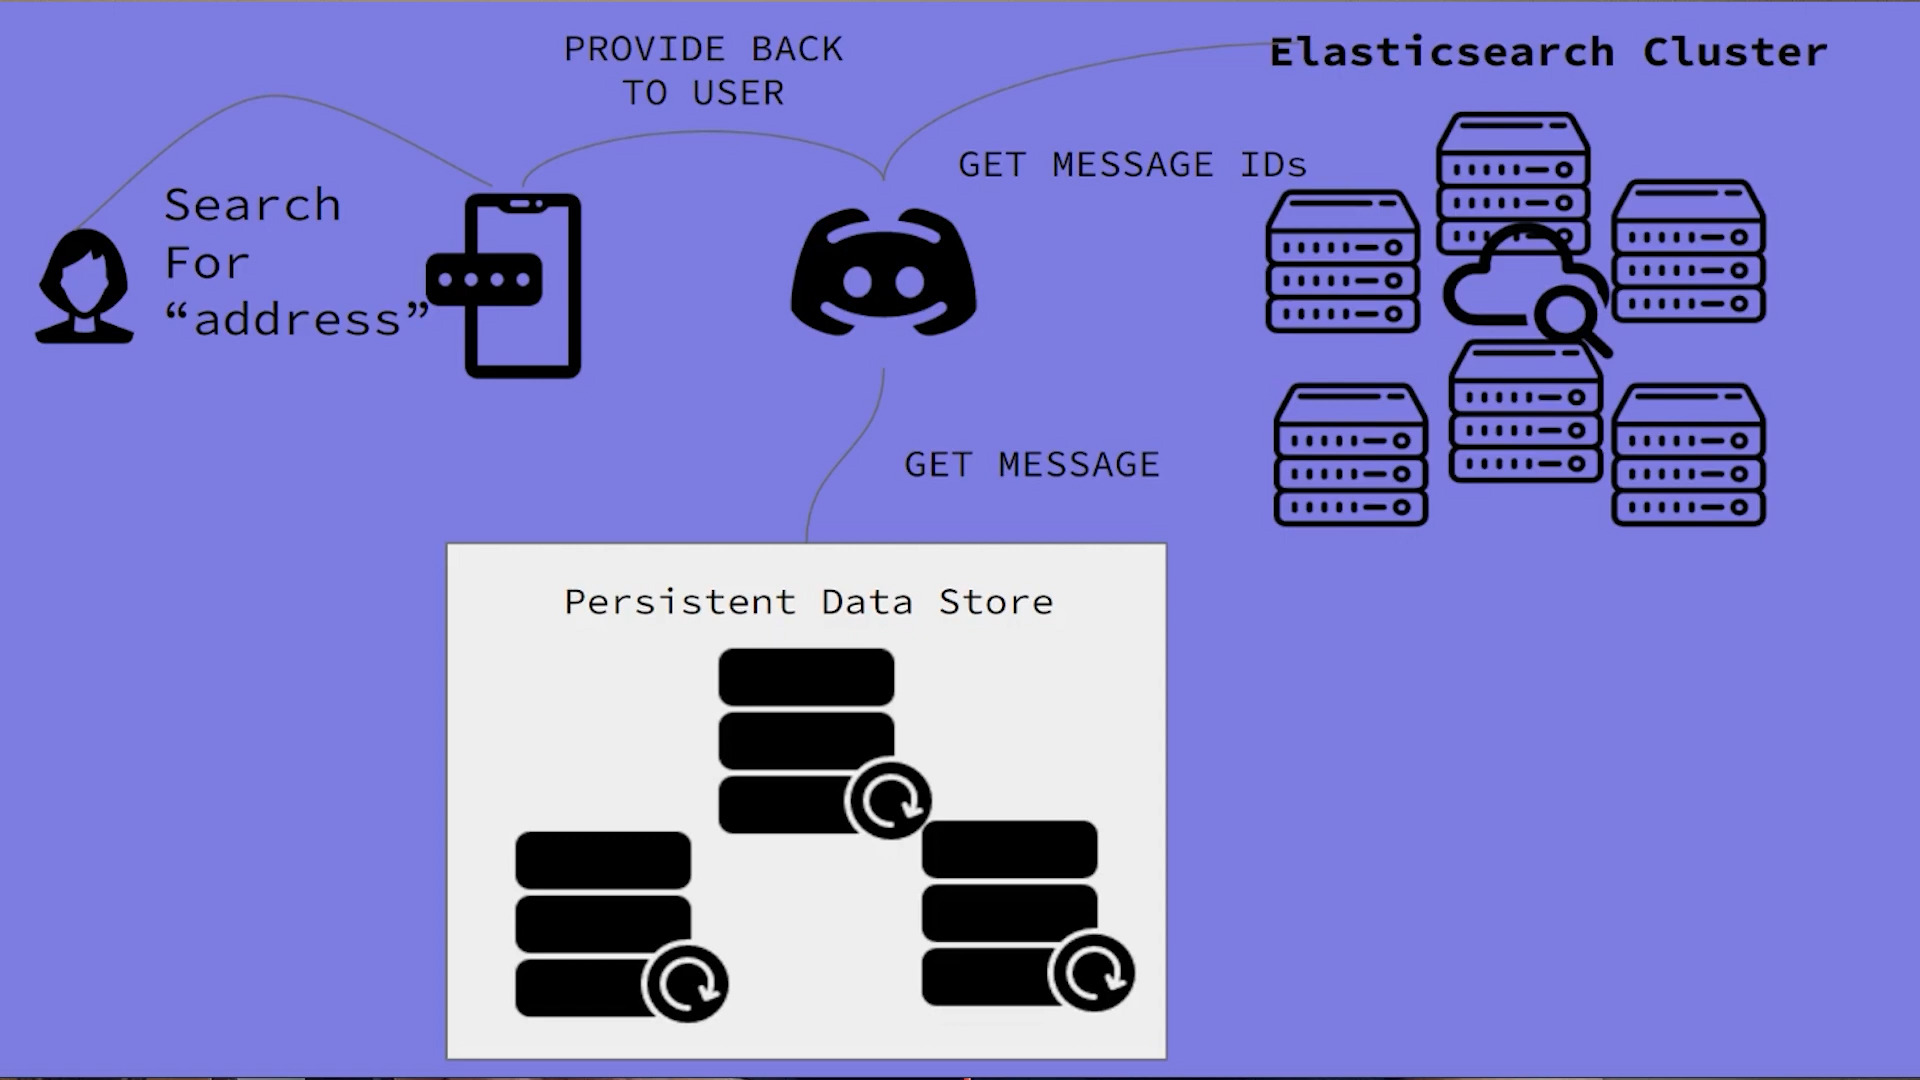 PROVIDE BACK
TO USER
Elasticsearch Cluster
GET MESSAGE IDs
Search
For
“address”
GET MESSAGE
Persistent Data Store